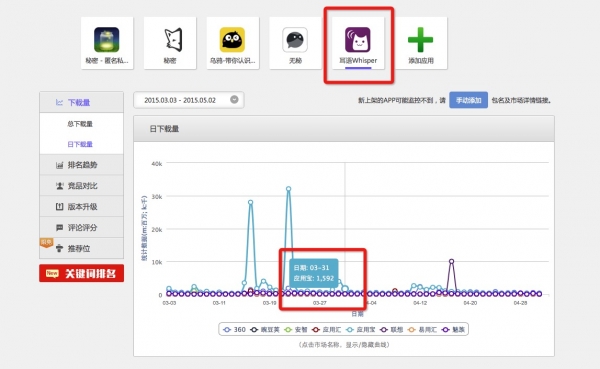 秘密 - 匿名私...
秘密
乌鸦-带你认识...
无秘
耳语Whisper
添加应用
下载量
总下载量
日下载量
排名趋势
竞品对比
版本升级
评论评分
推荐位
New 关键词排名
2015.03.03 - 2015.05.02
新上架的APP可能监控不到，请 手动添加 包名及市场详情链接。
日下载量
统计数据(m:百万; k:千)
40k
30k
20k
10k
0
日期: 03-31
应用宝: 1,592
03-03
03-11
03-19
03-27
04-04
04-12
04-20
04-28
日期
360
豌豆荚
安智
应用汇
应用宝
联想
易用汇
魅族
(点击市场名称、显示/隐藏曲线)